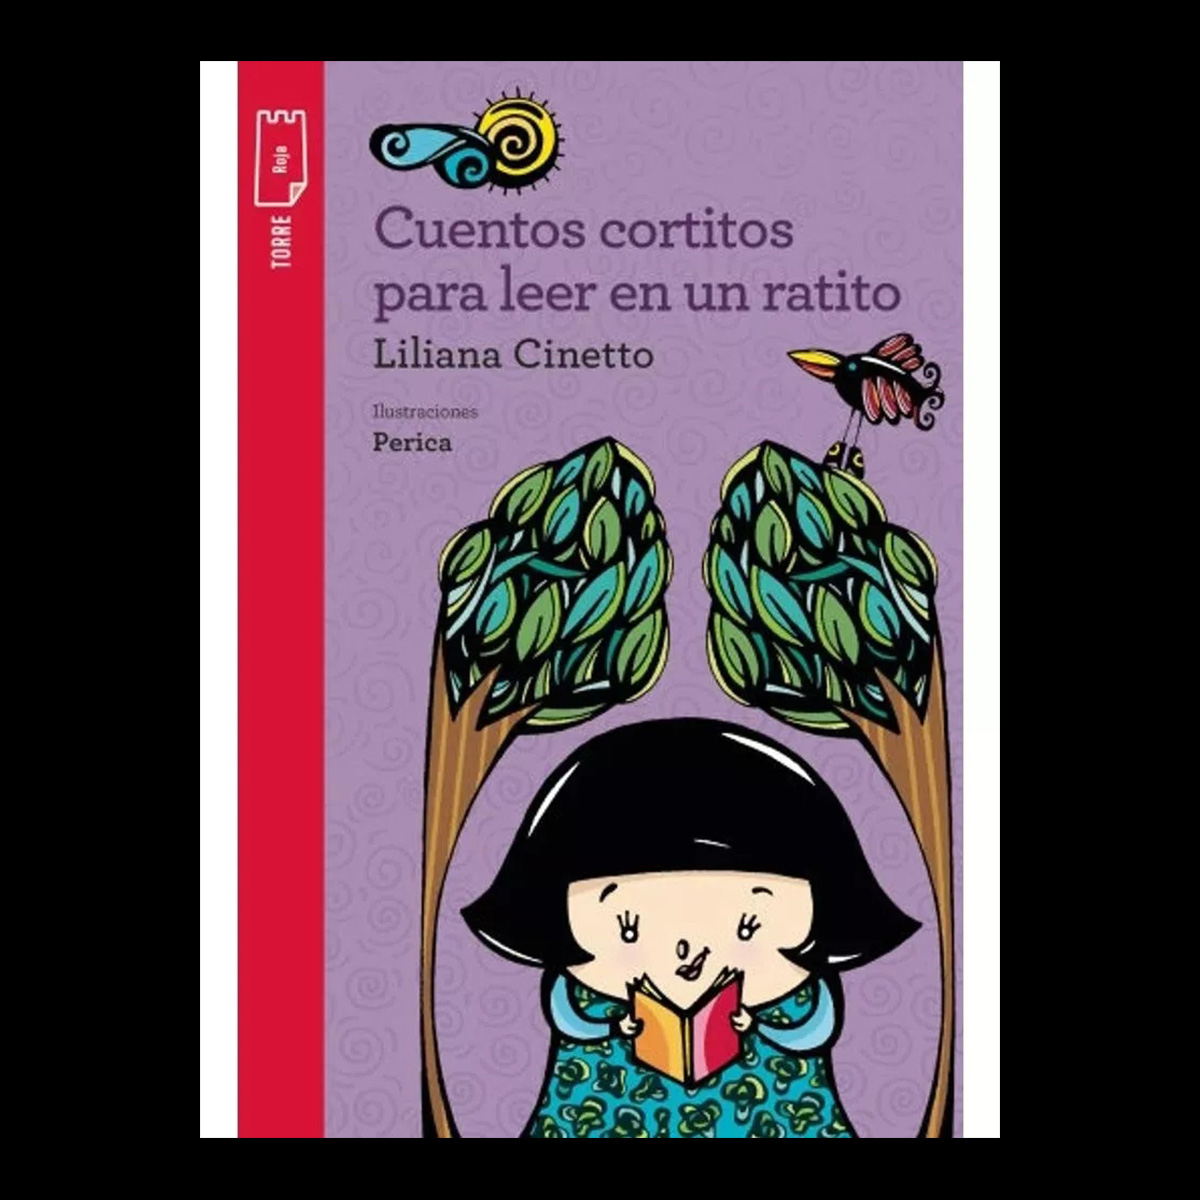 Roja
TORRE
Cuentos cortitos
para leer en un ratito
Liliana Cinetto
Ilustraciones
Perica